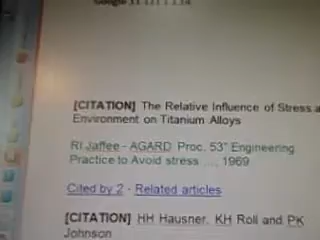 [CITATION] The Relative Influence of Stress a
Environment on Titanium Alloys
RI Jaffee - AGARD Proc. 53" Engineering
Practice to Avoid stress ..., 1969
Cited by 2 - Related articles
[CITATION] HH Hausner, KH Roll and PK
Johnson